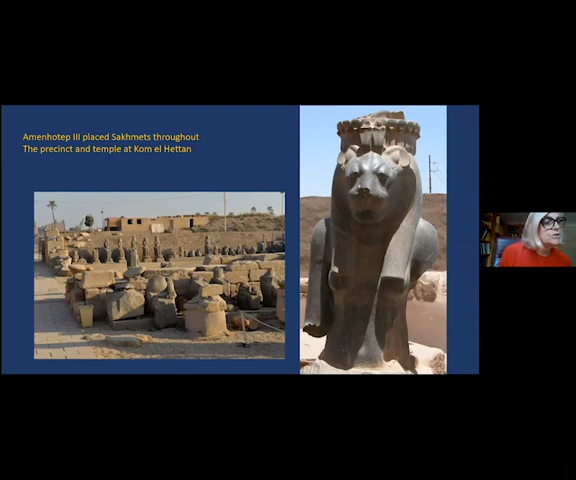 Amenhotep III placed Sakhmets throughout
The precinct and temple at Kom el Hettan